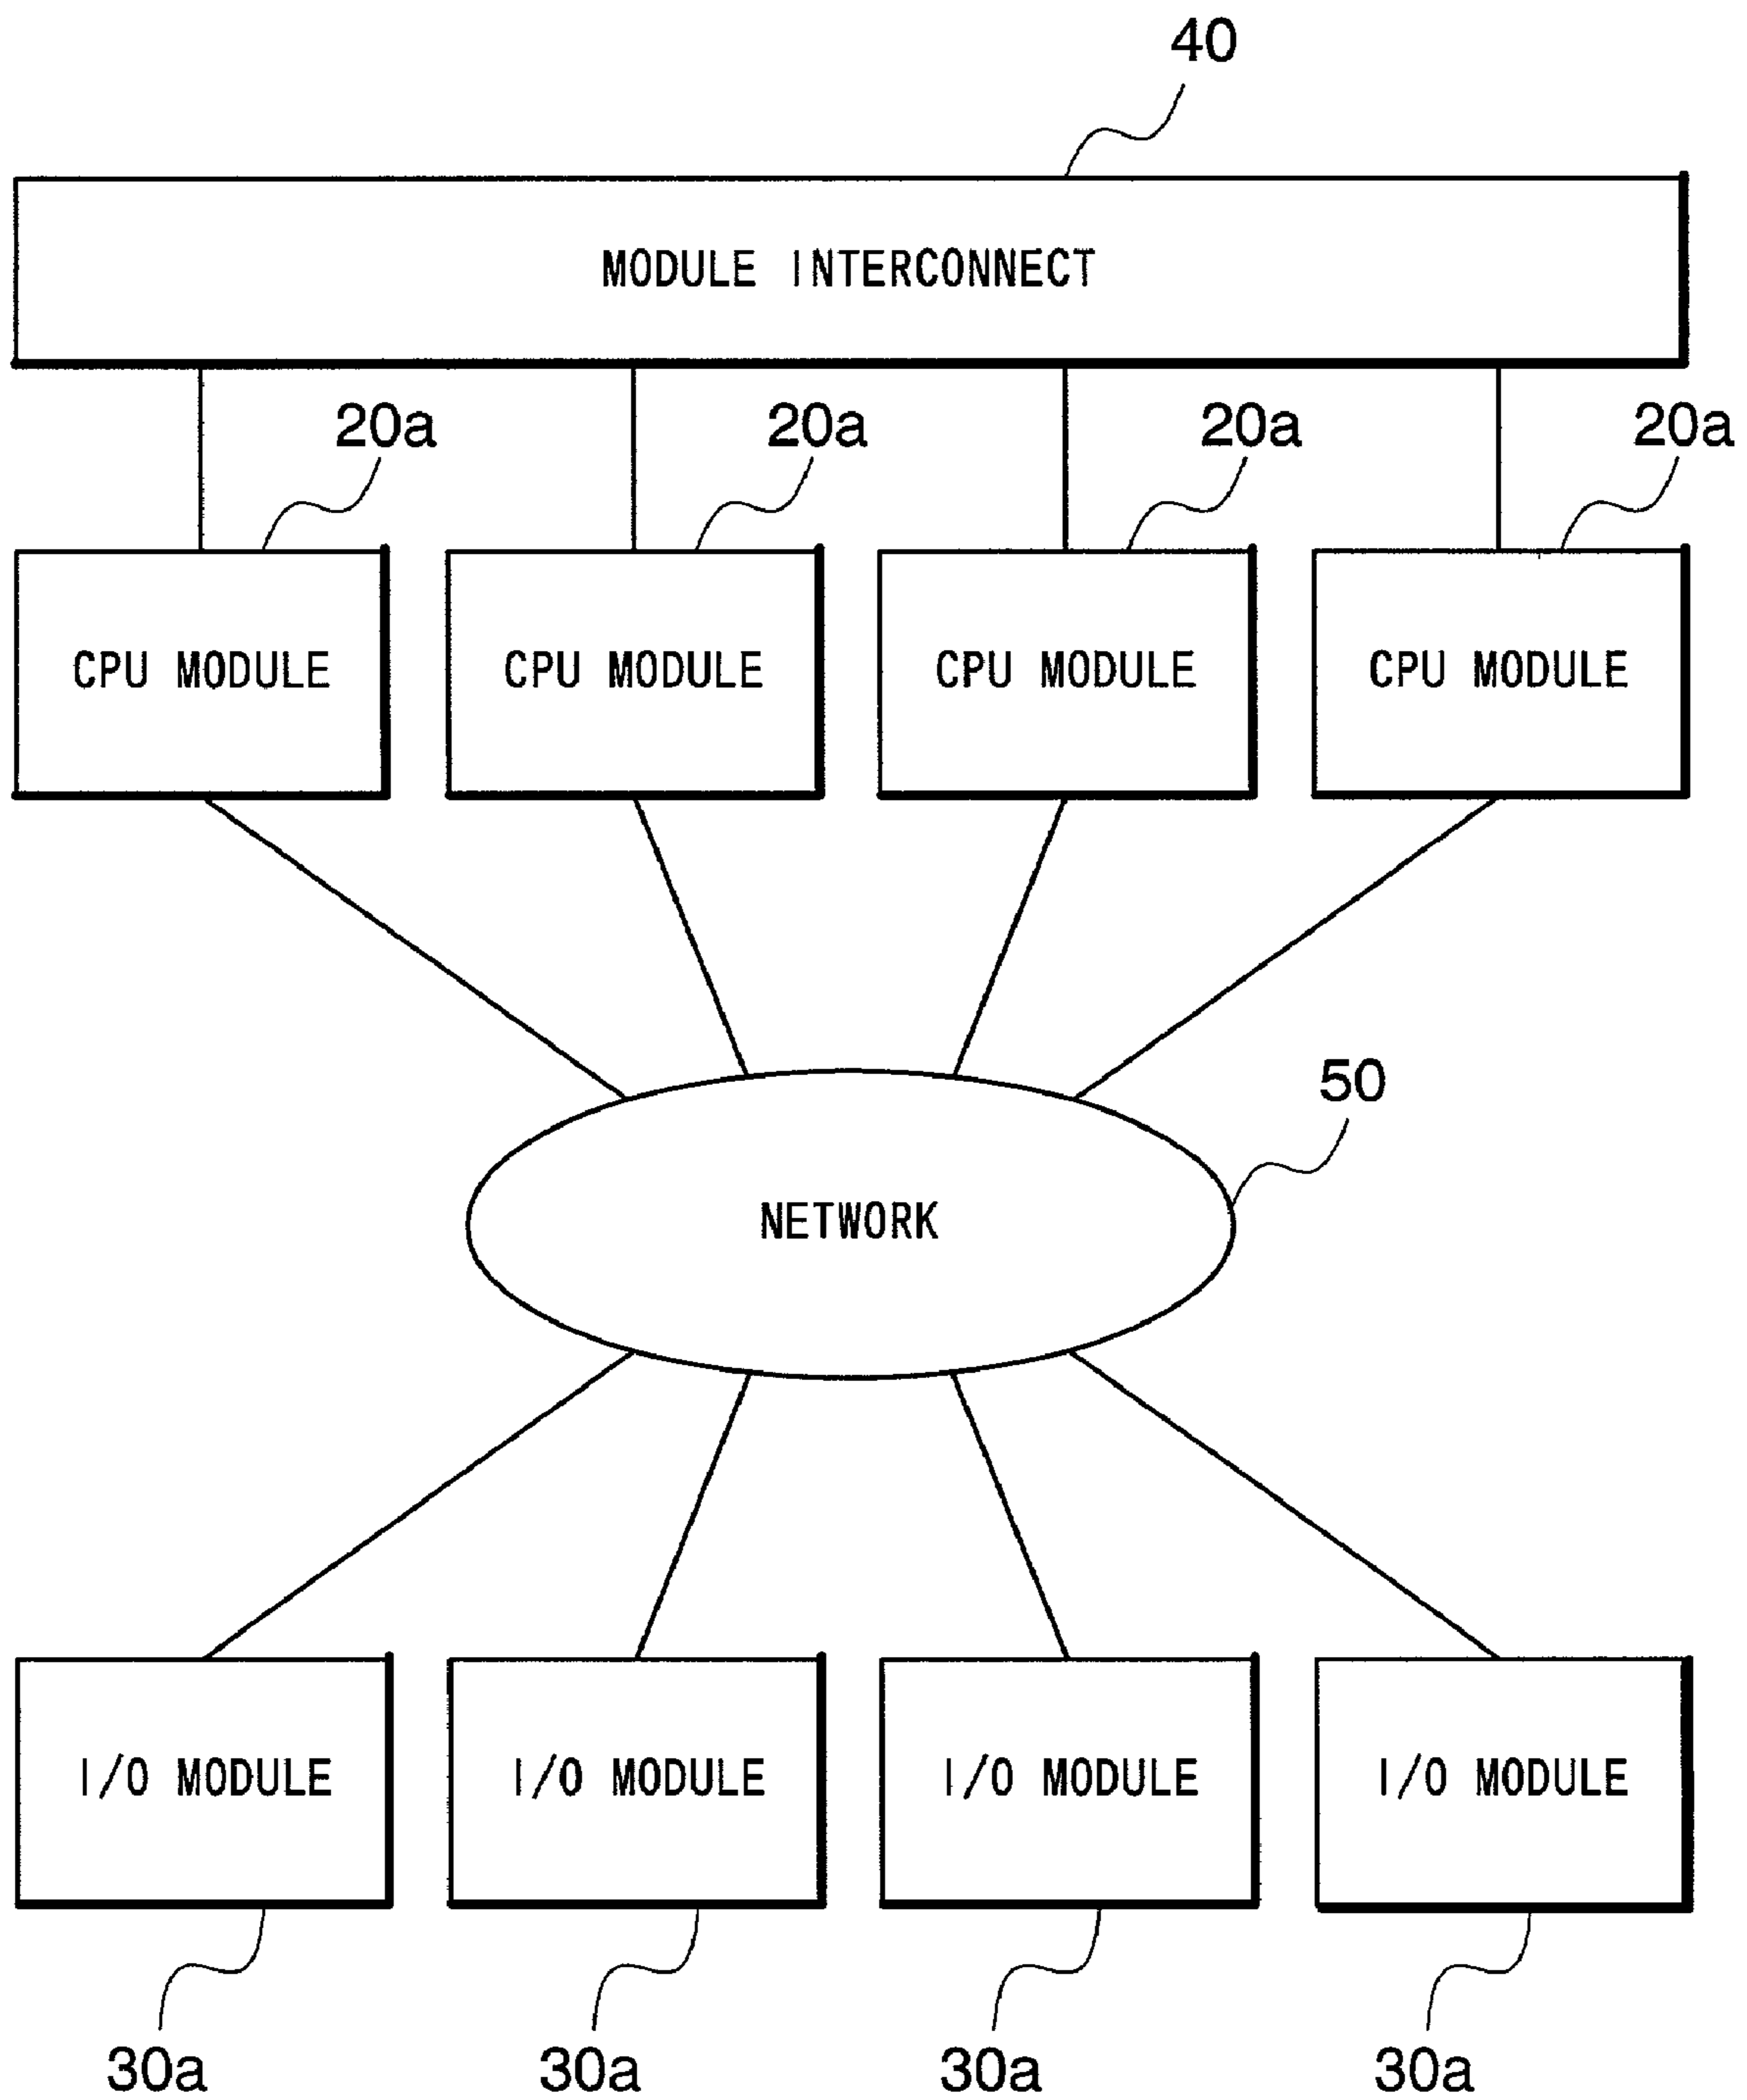 40
MODULE INTERCONNECT
20a 20a 20a 20a
CPU MODULE CPU MODULE CPU MODULE CPU MODULE
50
NETWORK
I/O MODULE I/O MODULE I/O MODULE I/O MODULE
30a 30a 30a 30a